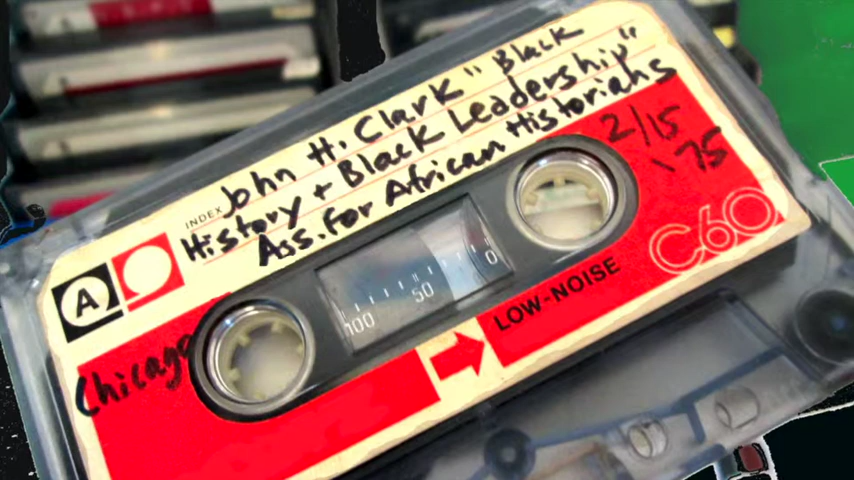 John H. Clark "Black
INDEX
History + Black Leadership"
Ass. for African Historians
2/15
'75
A
C60
100 50 0
LOW-NOISE
Chicago